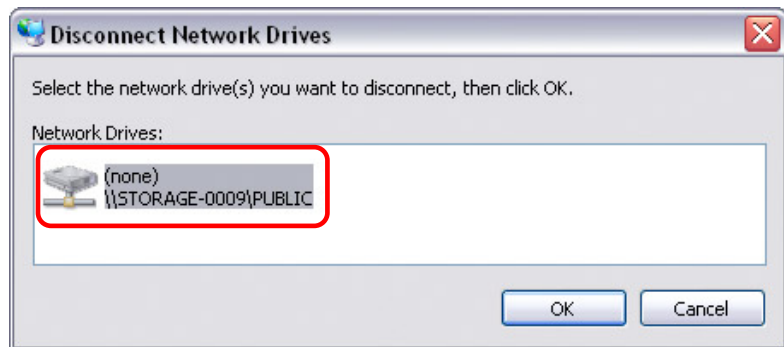 Disconnect Network Drives
Select the network drive(s) you want to disconnect, then click OK.
Network Drives:
(none)
\\STORAGE-0009\PUBLIC
OK Cancel